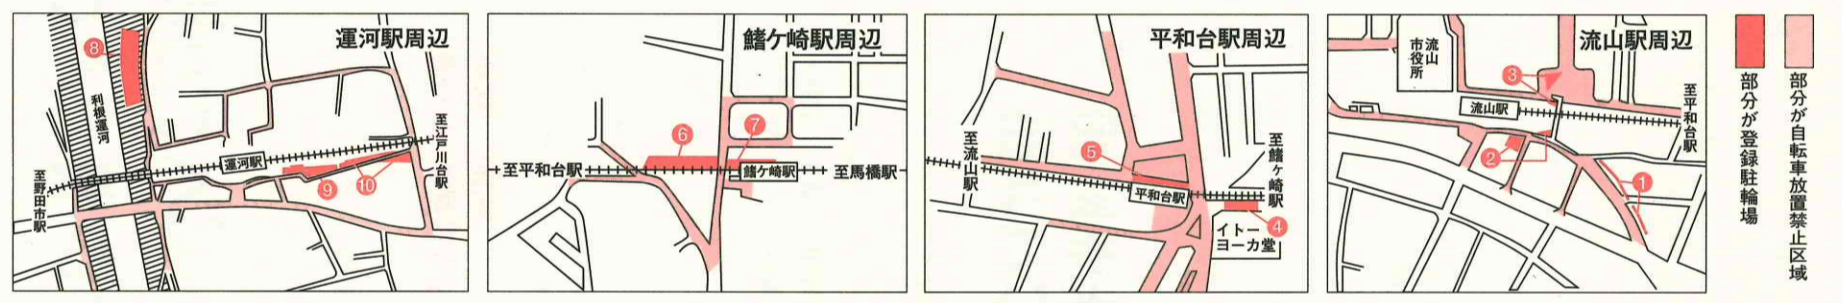 運河駅周辺
⑧
利根運河
至江戸川台駅
運河駅
⑨
⑩
至野田市駅
鰭ケ崎駅周辺
⑥
⑦
至平和台駅
鰭ケ崎駅
至馬橋駅
平和台駅周辺
至流山駅
⑤
至鰭ヶ崎駅
平和台駅
④
イトー
ヨーカ堂
流山駅周辺
流山
市役所
③
流山駅
至平和台駅
②
①
部分が登録駐輪場
部分が自転車放置禁止区域